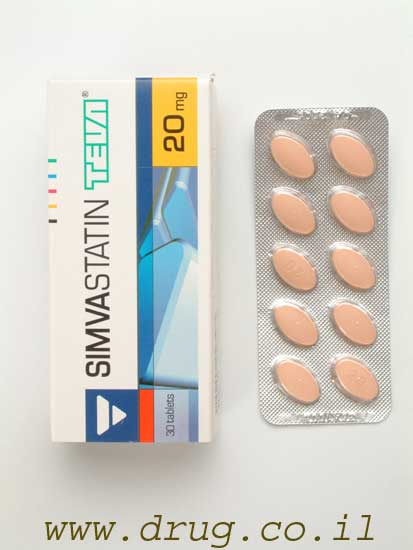 SIMVASTATIN TEVA®
20 mg
30 tablets
www.drug.co.il